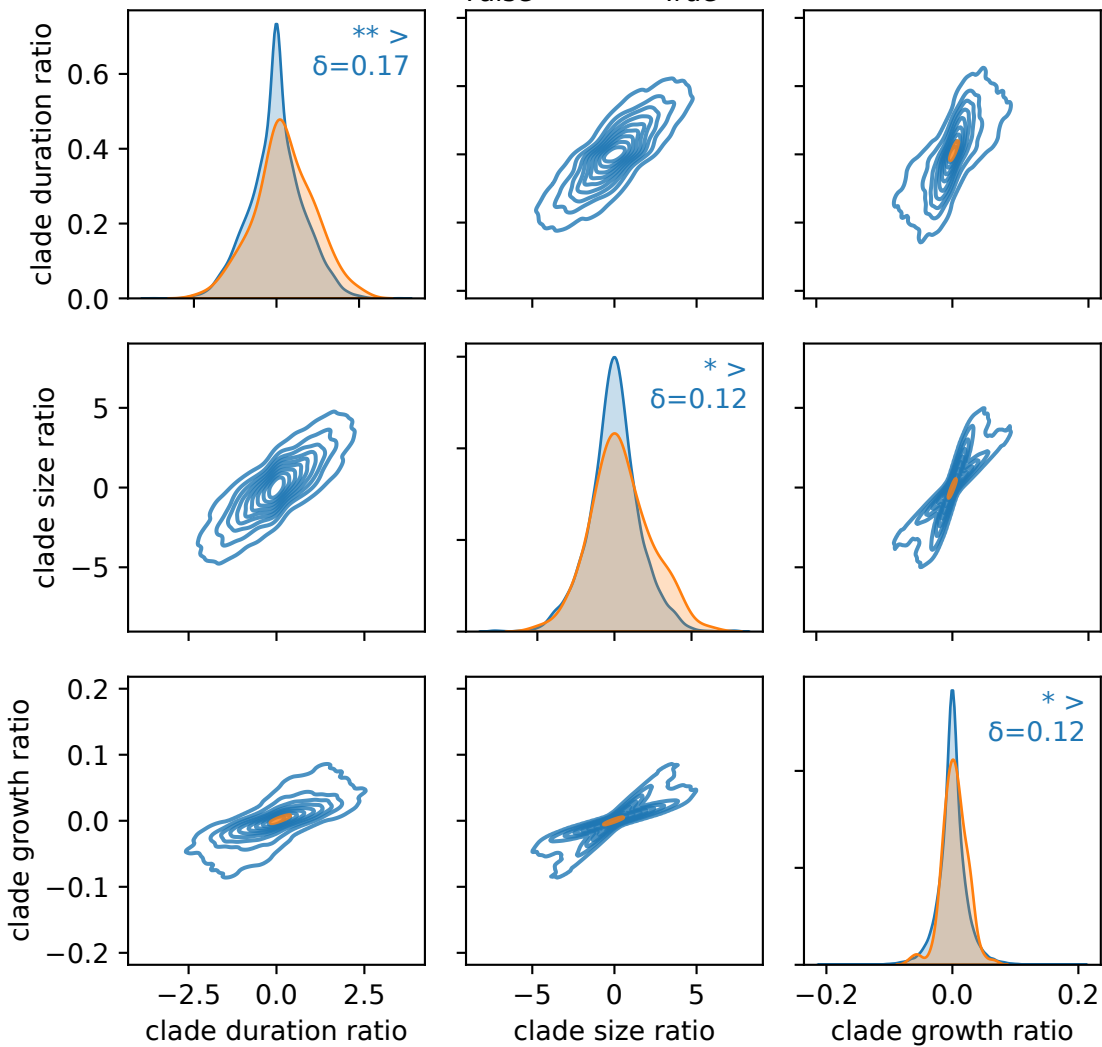 clade duration ratio
0.6
0.4
0.2
0.0
** >
δ=0.17
clade size ratio
5
0
−5
* >
δ=0.12
clade growth ratio
0.2
0.1
0.0
−0.1
−0.2
* >
δ=0.12
−2.5 0.0 2.5
−5 0 5
−0.2 0.0 0.2
clade duration ratio
clade size ratio
clade growth ratio